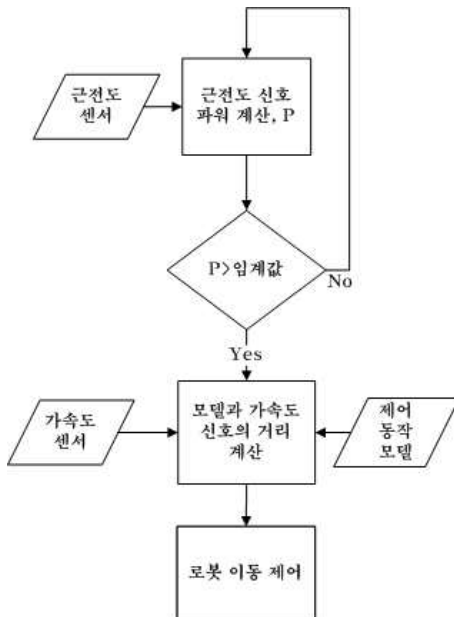 근전도
센서
근전도 신호
파워 계산, P
P>임계값
No
Yes
가속도
센서
모델과 가속도
신호의 거리
계산
제어
동작
모델
로봇 이동 제어